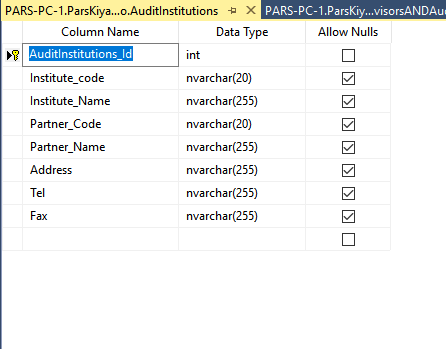 PARS-PC-1.ParsKiya...o.AuditInstitutions
PARS-PC-1.ParsKiy...visorsANDAu
Column Name Data Type Allow Nulls
AuditInstitutions_Id int
Institute_code nvarchar(20)
Institute_Name nvarchar(255)
Partner_Code nvarchar(20)
Partner_Name nvarchar(255)
Address nvarchar(255)
Tel nvarchar(255)
Fax nvarchar(255)